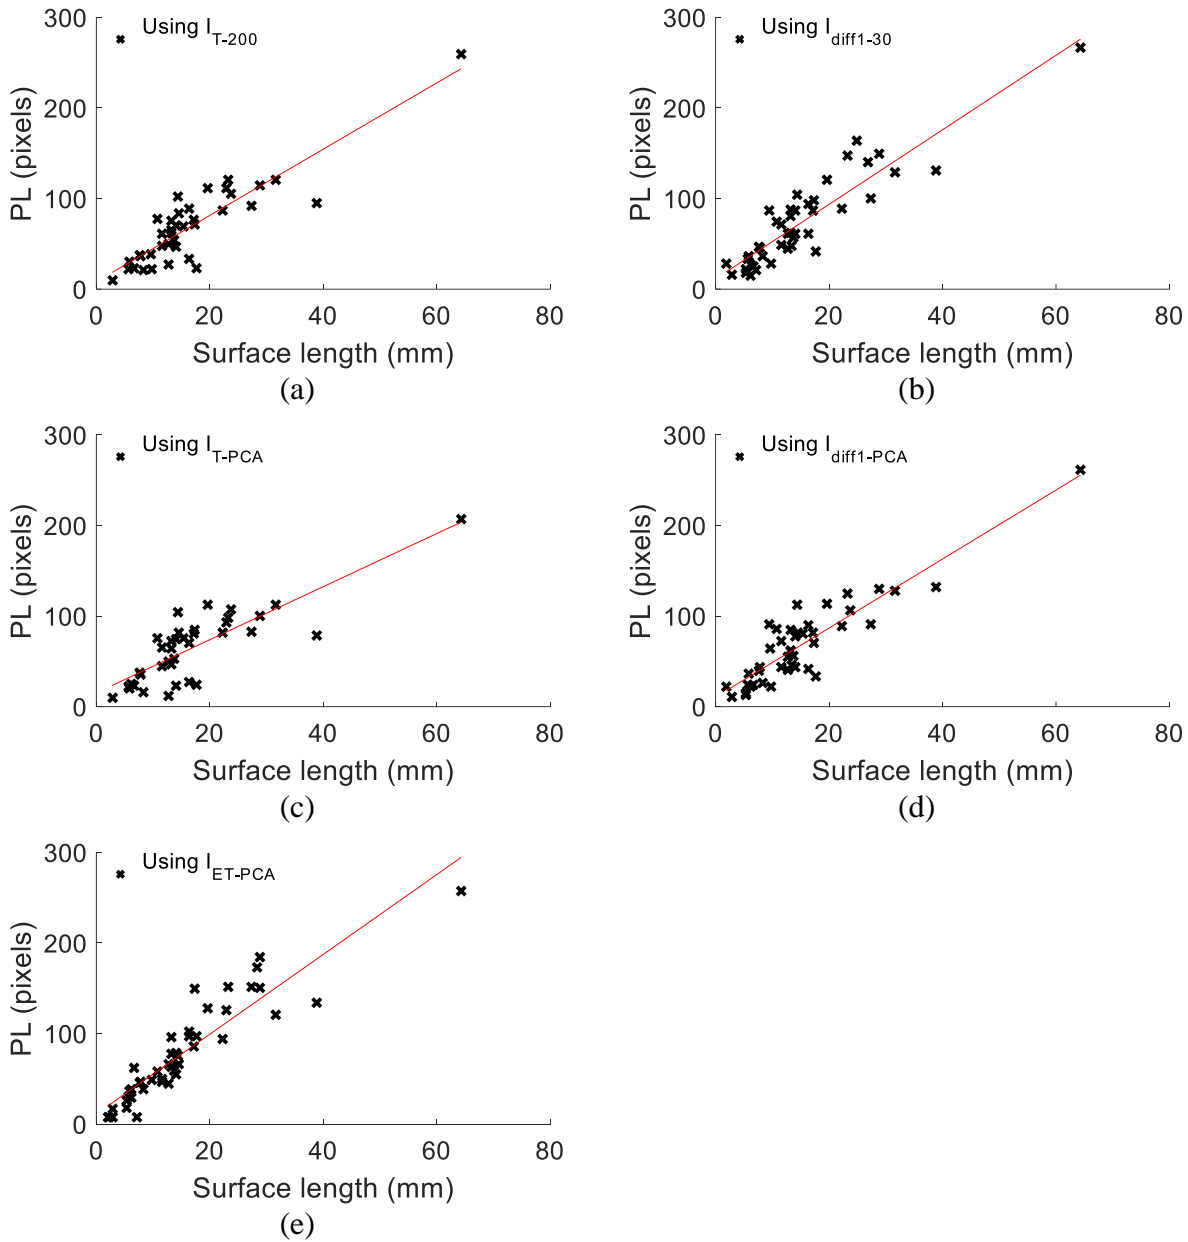 300
200
100
0
PL (pixels)
Using I_T-200
0 20 40 60 80
Surface length (mm)
(a)
300
200
100
0
PL (pixels)
Using I_diff1-30
0 20 40 60 80
Surface length (mm)
(b)
300
200
100
0
PL (pixels)
Using I_T-PCA
0 20 40 60 80
Surface length (mm)
(c)
300
200
100
0
PL (pixels)
Using I_diff1-PCA
0 20 40 60 80
Surface length (mm)
(d)
300
200
100
0
PL (pixels)
Using I_ET-PCA
0 20 40 60 80
Surface length (mm)
(e)